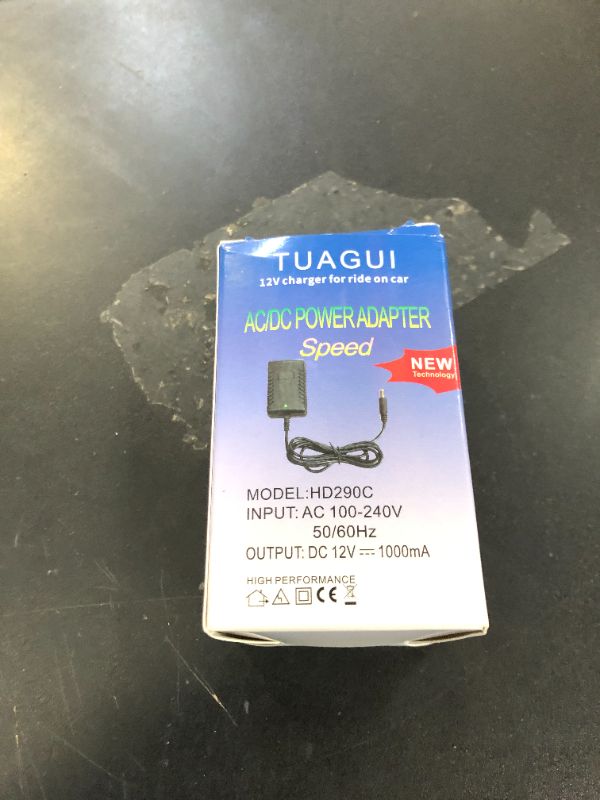 TUAGUI
12V charger for ride on car
AC/DC POWER ADAPTER
Speed
NEW
Technology
MODEL:HD290C
INPUT: AC 100-240V
50/60Hz
OUTPUT: DC 12V ⎓ 1000mA
HIGH PERFORMANCE
CE